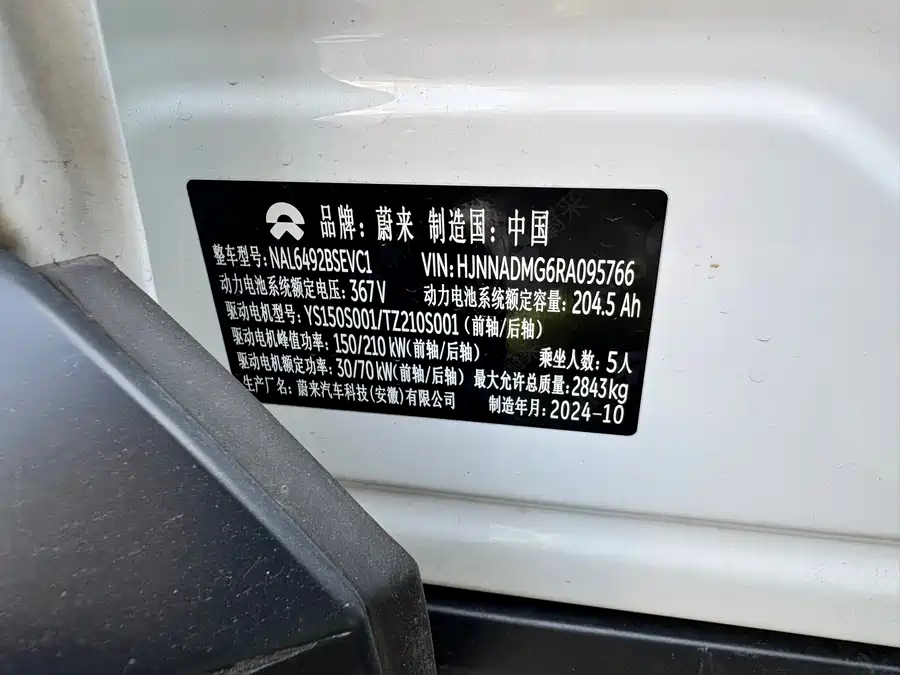 品牌：蔚来 制造国：中国
整车型号：NAL6492BSEVC1 VIN：HJNNADMG6RA095766
动力电池系统额定电压：367V 动力电池系统额定容量：204.5 Ah
驱动电机型号：YS150S001/TZ210S001（前轴/后轴）
驱动电机峰值功率：150/210 kW（前轴/后轴） 乘坐人数：5人
驱动电机额定功率：30/70 kW（前轴/后轴） 最大允许总质量：2843kg
生产厂名：蔚来汽车科技（安徽）有限公司 制造年月：2024-10